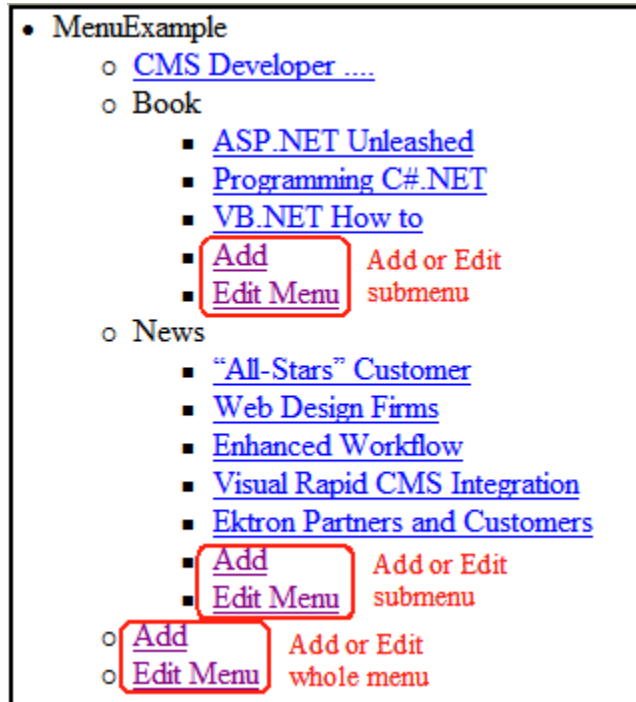 MenuExample
CMS Developer ....
Book
ASP.NET Unleashed
Programming C#.NET
VB.NET How to
Add
Edit Menu
Add or Edit
submenu
News
“All-Stars” Customer
Web Design Firms
Enhanced Workflow
Visual Rapid CMS Integration
Ektron Partners and Customers
Add
Edit Menu
Add or Edit
submenu
Add
Edit Menu
Add or Edit
whole menu